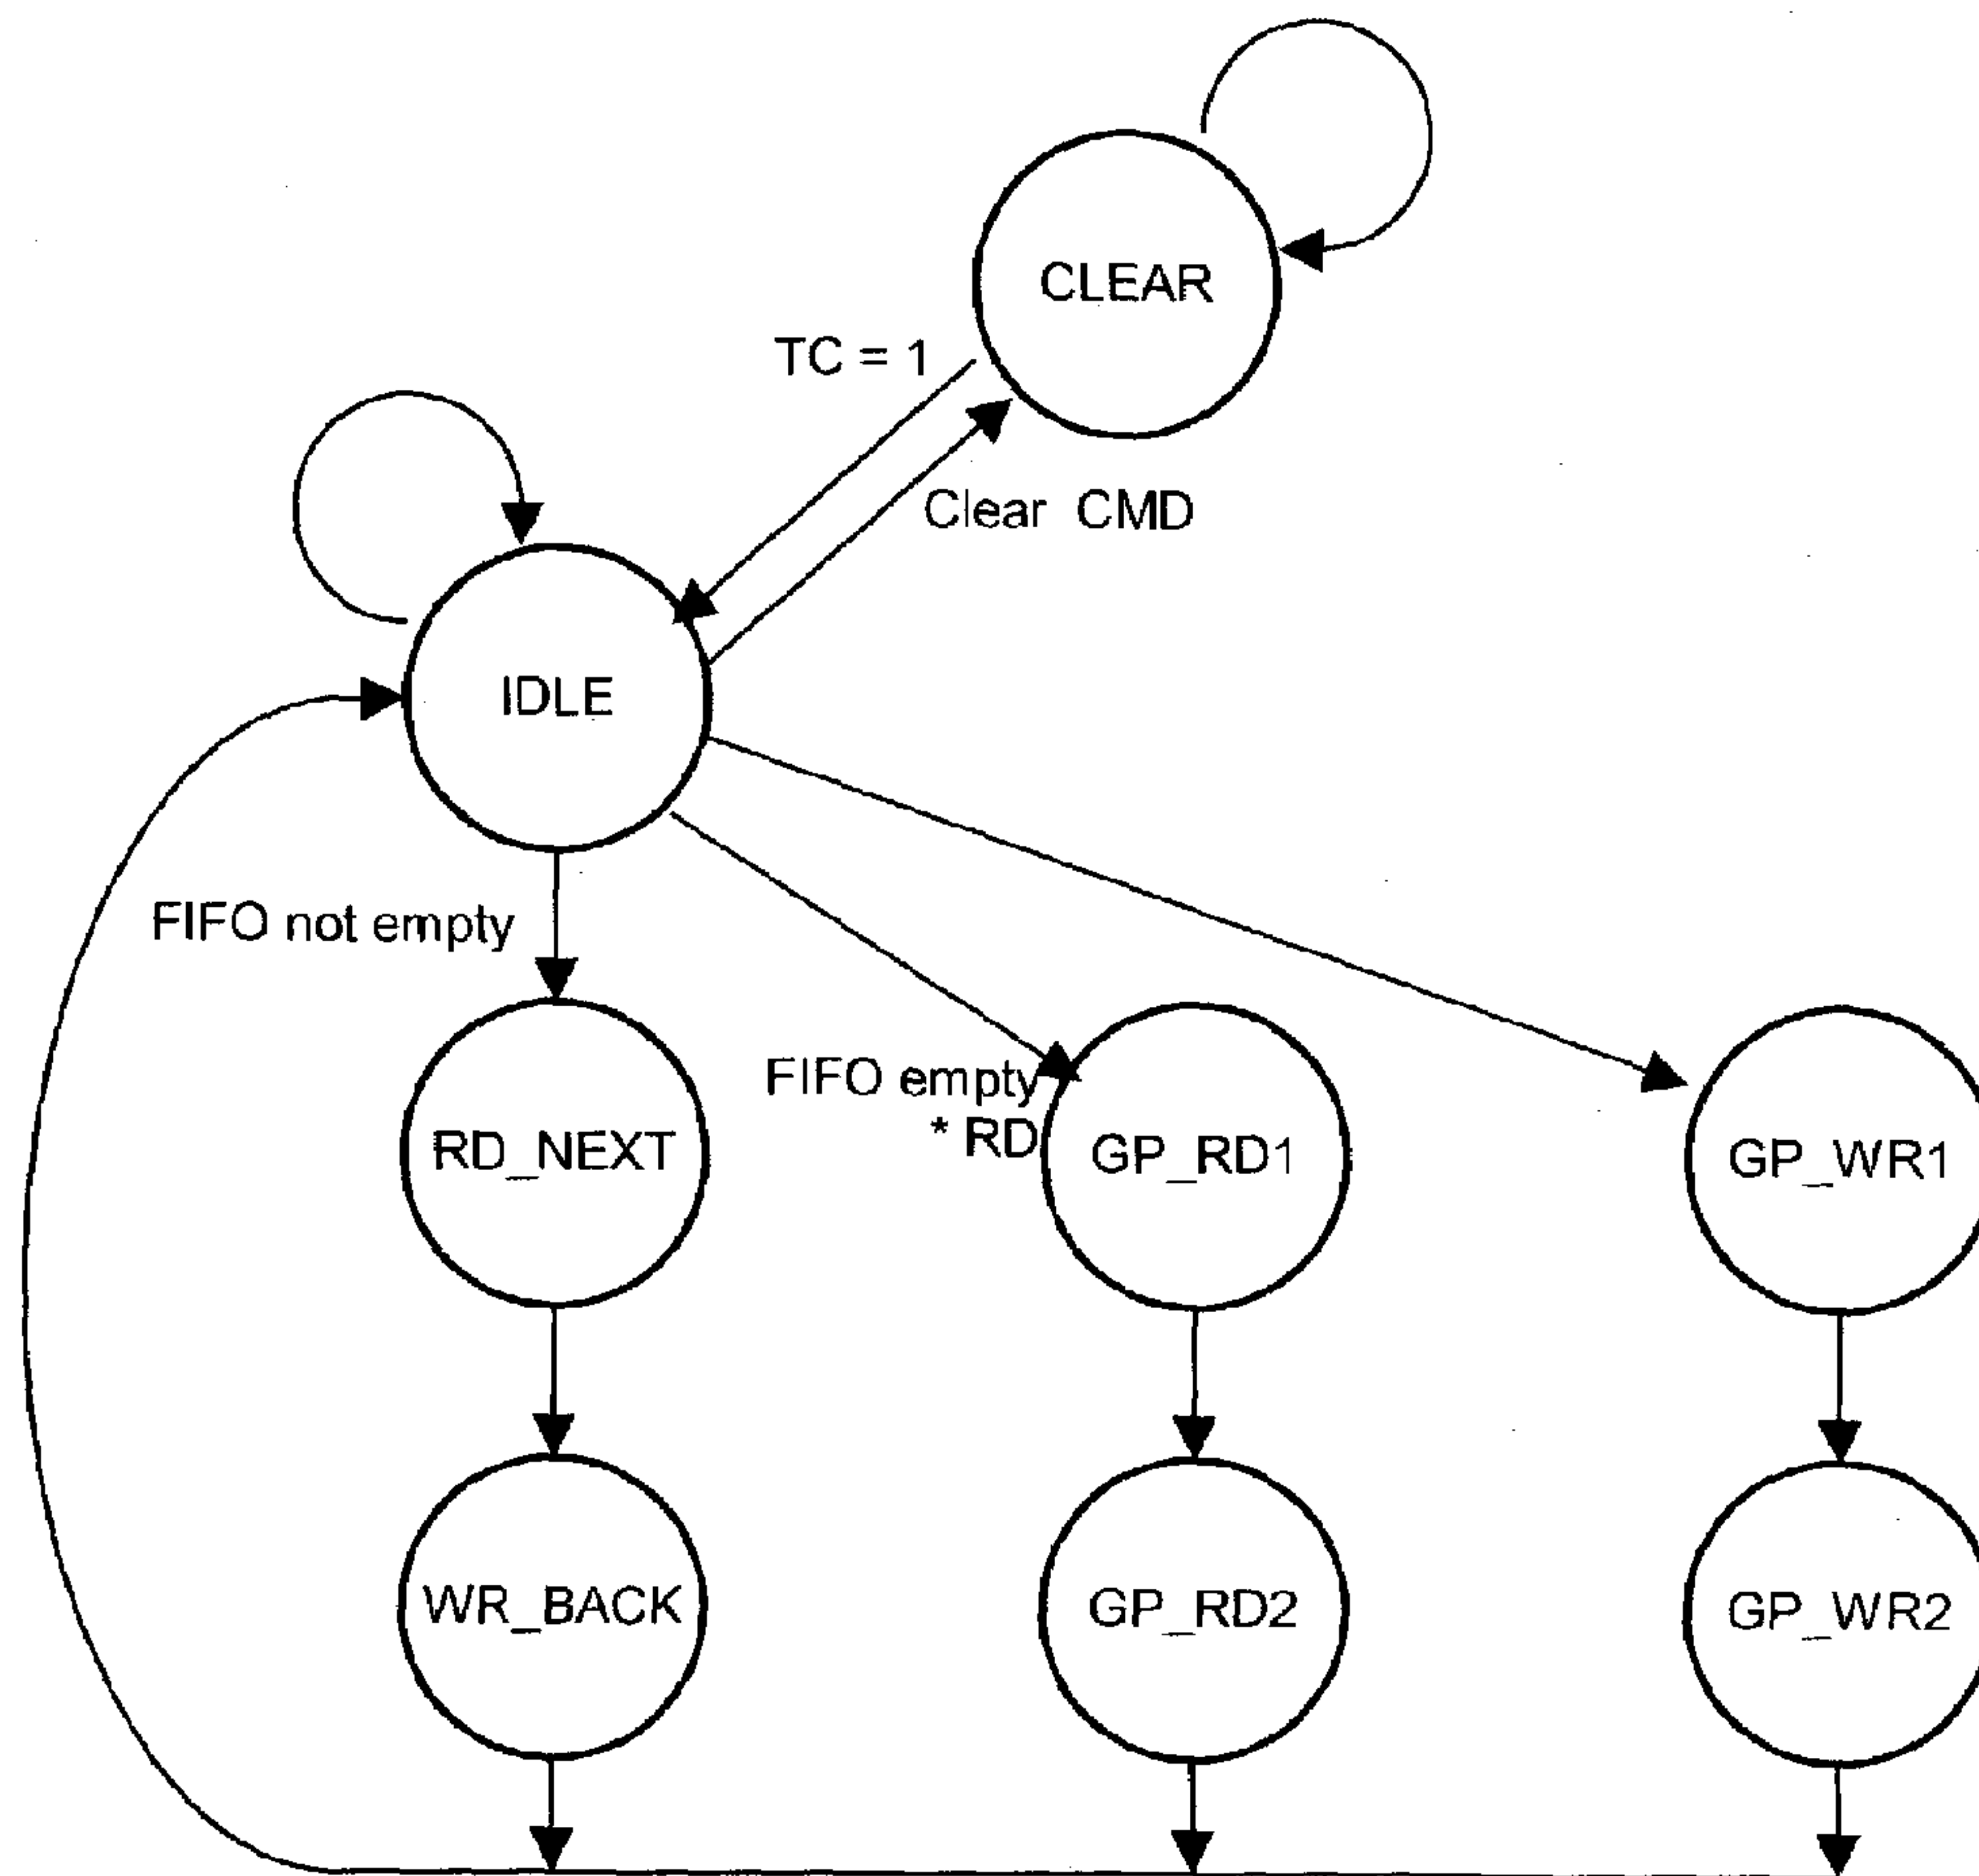 CLEAR
TC = 1
Clear CMD
IDLE
FIFO not empty
FIFO empty
* RD
RD_NEXT
GP_RD1
GP_WR1
WR_BACK
GP_RD2
GP_WR2